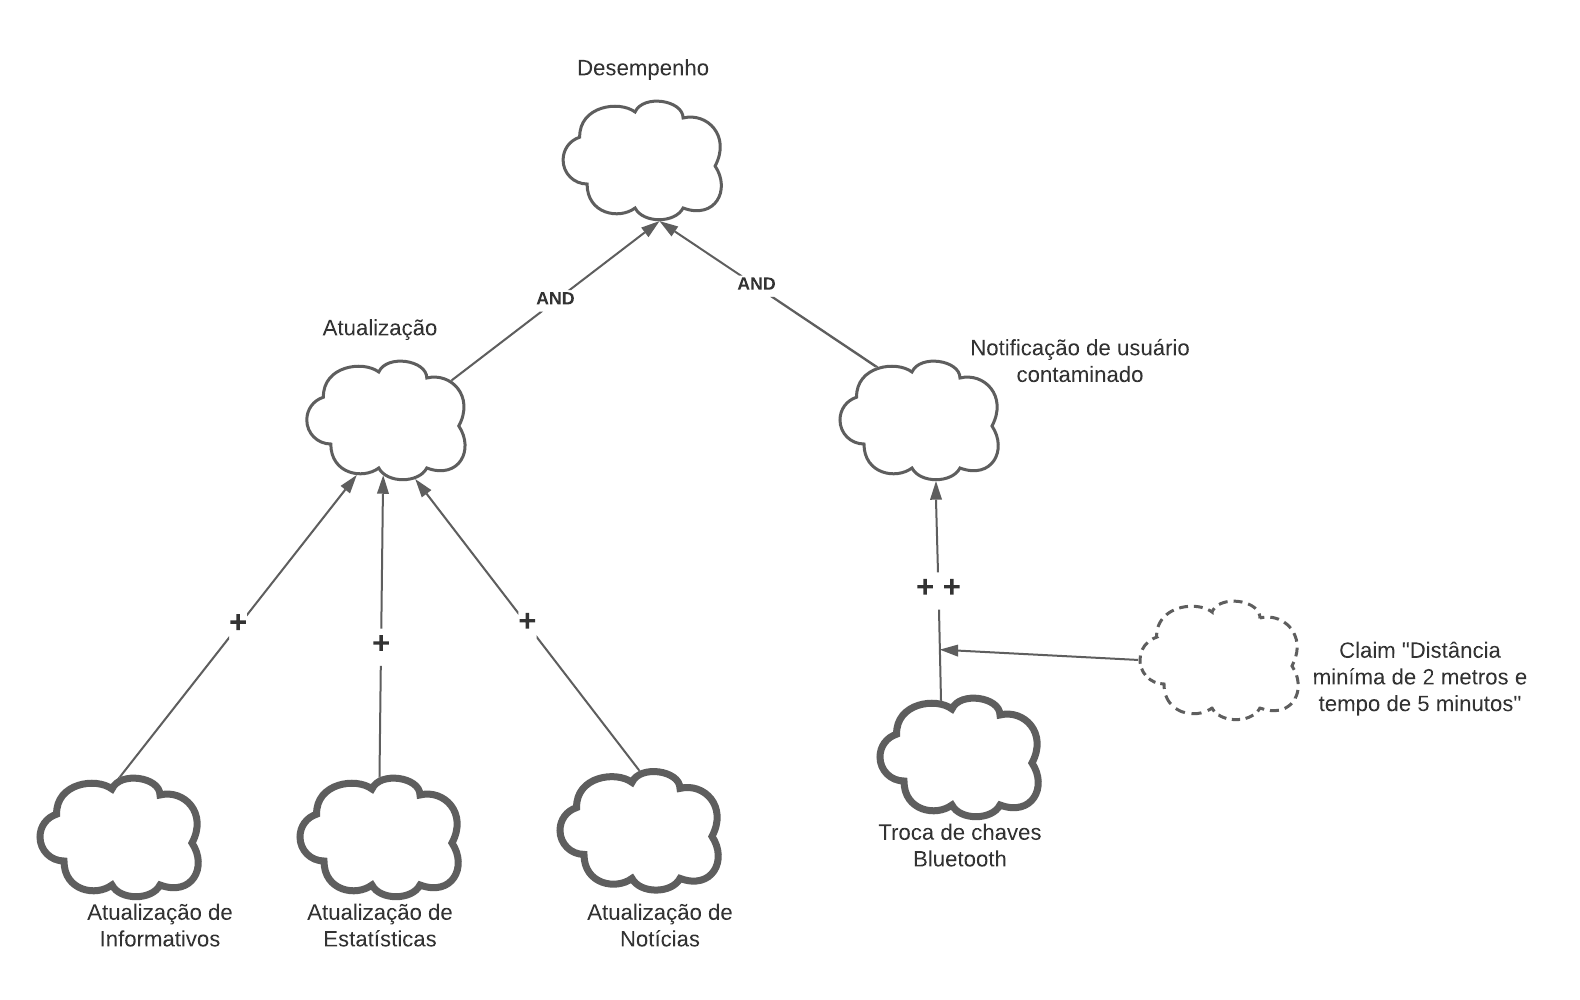 Desempenho
AND
AND
Atualização
Notificação de usuário
contaminado
+ +
+
+
+
Claim "Distância
miníma de 2 metros e
tempo de 5 minutos"
Troca de chaves
Bluetooth
Atualização de
Informativos
Atualização de
Estatísticas
Atualização de
Notícias